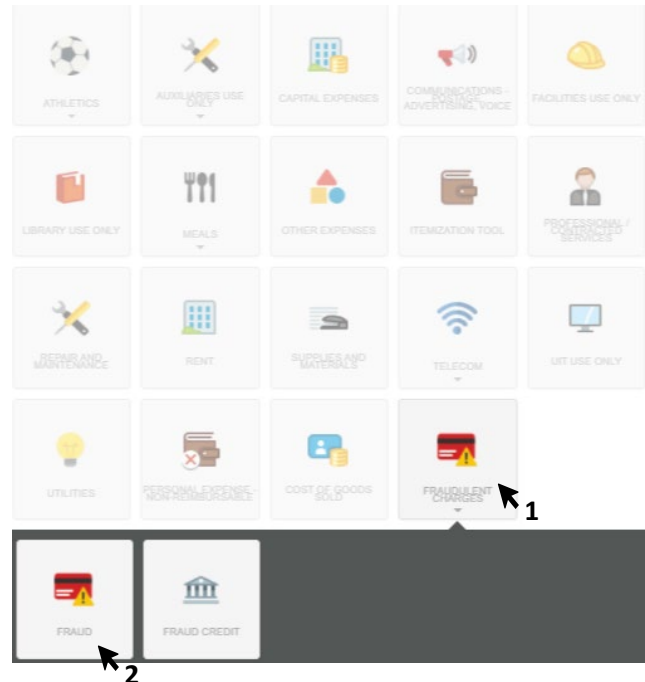 ATHLETICS
AUXILIARIES USE
ONLY
CAPITAL EXPENSES
COMMUNICATIONS -
POSTAGE,
ADVERTISING, VOICE
FACILITIES USE ONLY
LIBRARY USE ONLY
MEALS
OTHER EXPENSES
ITEMIZATION TOOL
PROFESSIONAL /
CONTRACTED
SERVICES
REPAIR AND
MAINTENANCE
RENT
SUPPLIES AND
MATERIALS
TELECOM
UIT USE ONLY
UTILITIES
PERSONAL EXPENSE -
NON-REIMBURSABLE
COST OF GOODS
SOLD
FRAUDULENT
CHARGES
1
FRAUD
FRAUD CREDIT
2